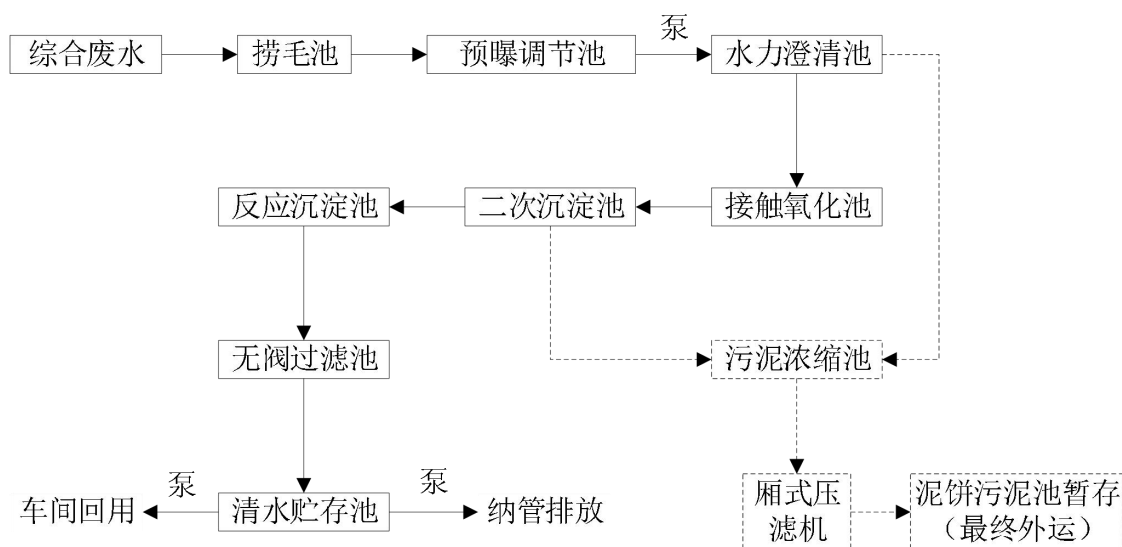 综合废水
捞毛池
预曝调节池
泵
水力澄清池
反应沉淀池
二次沉淀池
接触氧化池
无阀过滤池
污泥浓缩池
车间回用
泵
清水贮存池
泵
纳管排放
厢式压
滤机
泥饼污泥池暂存
（最终外运）